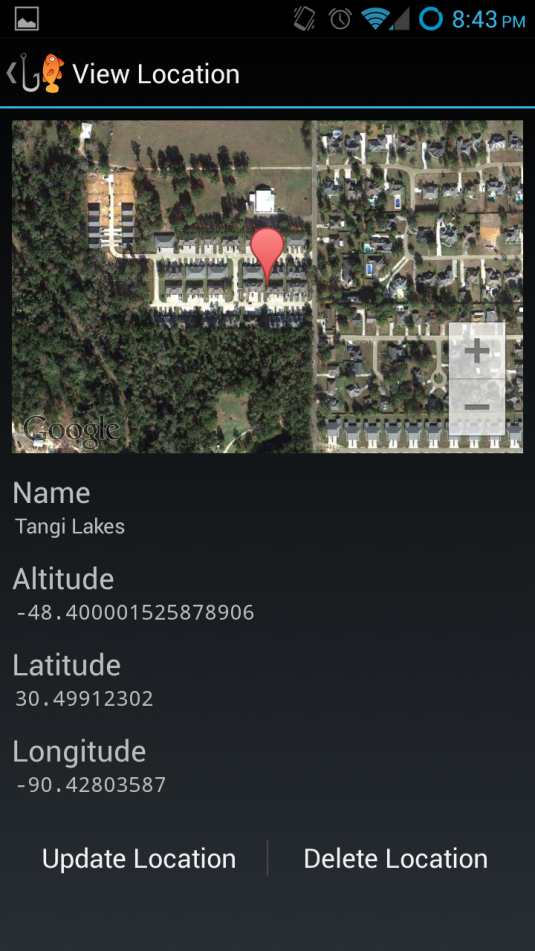 8:43 PM
View Location
+
−
Google
Name
Tangi Lakes
Altitude
-48.400001525878906
Latitude
30.49912302
Longitude
-90.42803587
Update Location
Delete Location